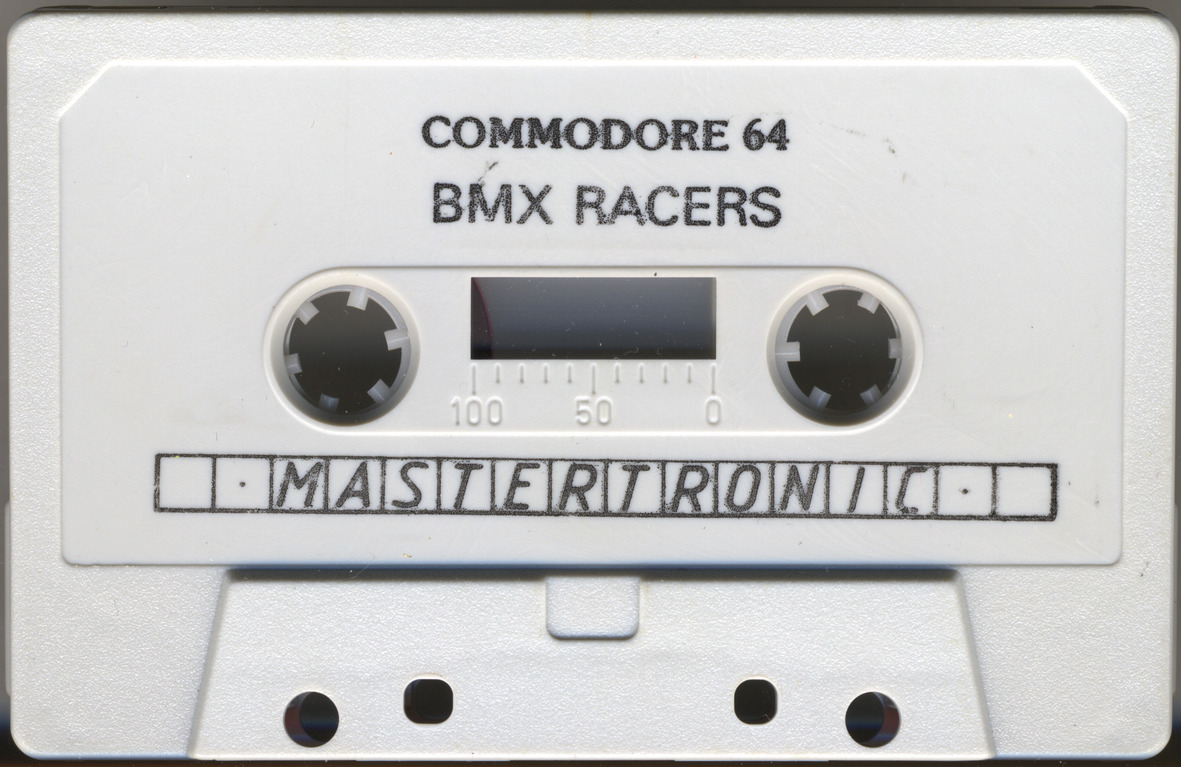 COMMODORE 64
BMX RACERS
100 50 0
· MASTERTRONIC ·